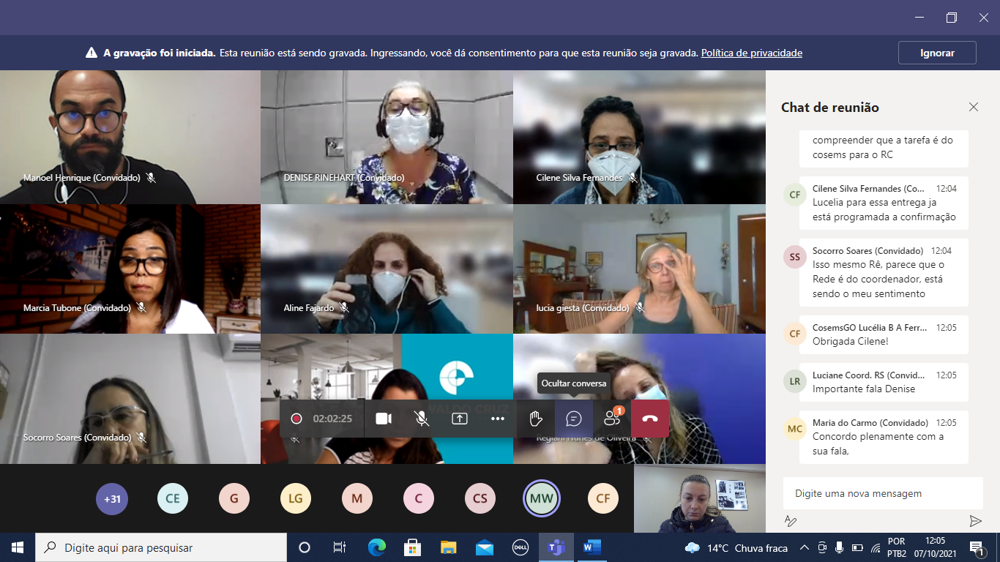 A gravação foi iniciada. Esta reunião está sendo gravada. Ingressando, você dá consentimento para que esta reunião seja gravada. Política de privacidade
Ignorar
Manoel Henrique (Convidado)
DENISE RINEHART (Convidado)
Cilene Silva Fernandes
Marcia Tubone (Convidado)
Aline Fajardo
lucia giesta (Convidado)
Socorro Soares (Convidado)
WALDO CRUZ
Regiani Nunes de Oliveira
Ocultar conversa
02:02:25
1
+31
CE
G
LG
M
C
CS
MW
CF
Chat de reunião
compreender que a tarefa é do
cosems para o RC
CF
Cilene Silva Fernandes (Co... 12:04
Lucelia para essa entrega ja
está programada a confirmação
SS
Socorro Soares (Convidado) 12:04
Isso mesmo Rê, parece que o
Rede é do coordenador, está
sendo o meu sentimento
CF
CosemsGO Lucélia B A Ferr... 12:05
Obrigada Cilene!
LR
Luciane Coord. RS (Convid... 12:05
Importante fala Denise
MC
Maria do Carmo (Convidado) 12:05
Concordo plenamente com a
sua fala,
Digite uma nova mensagem
Digite aqui para pesquisar
DELL
14°C Chuva fraca
POR
PTB2
12:05
07/10/2021
1